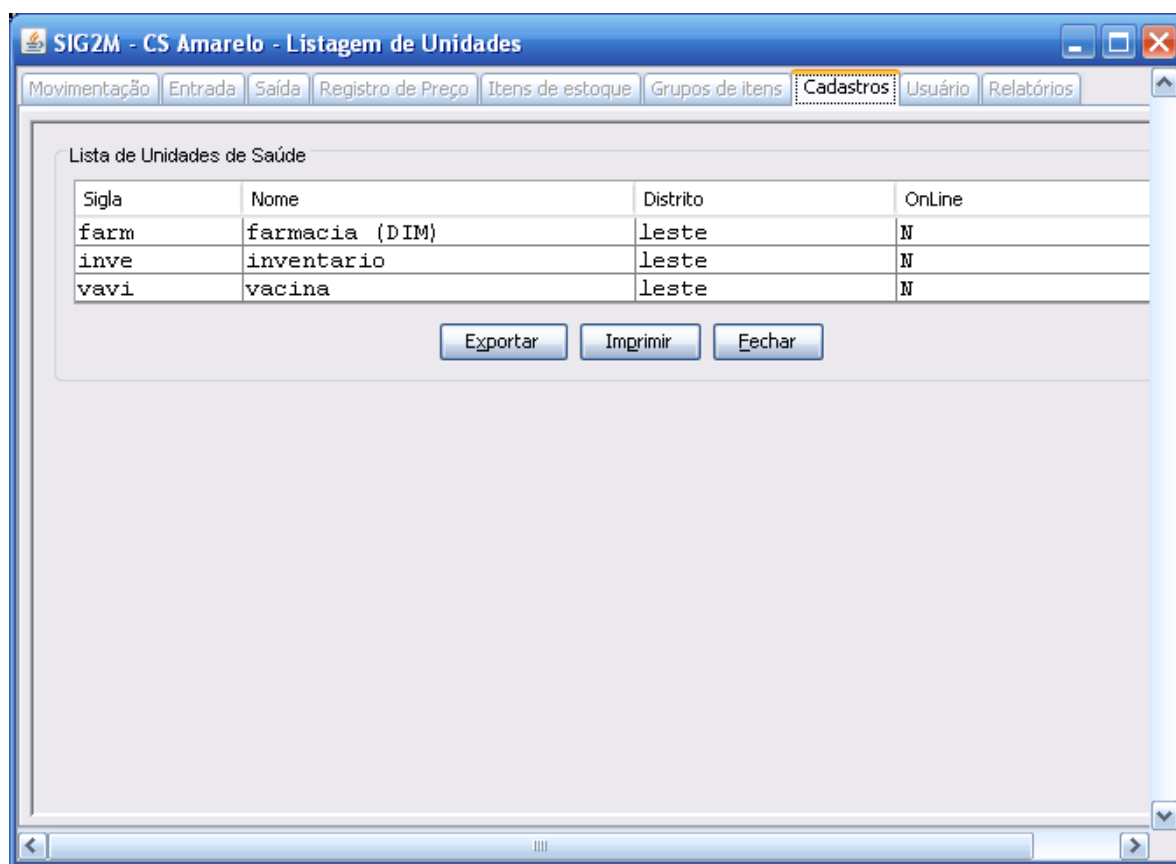 SIG2M - CS Amarelo - Listagem de Unidades
Movimentação Entrada Saída Registro de Preço Itens de estoque Grupos de itens Cadastros Usuário Relatórios
Lista de Unidades de Saúde
Sigla Nome Distrito OnLine
farm farmacia (DIM) leste N
inve inventario leste N
vavi vacina leste N
Exportar Imprimir Fechar